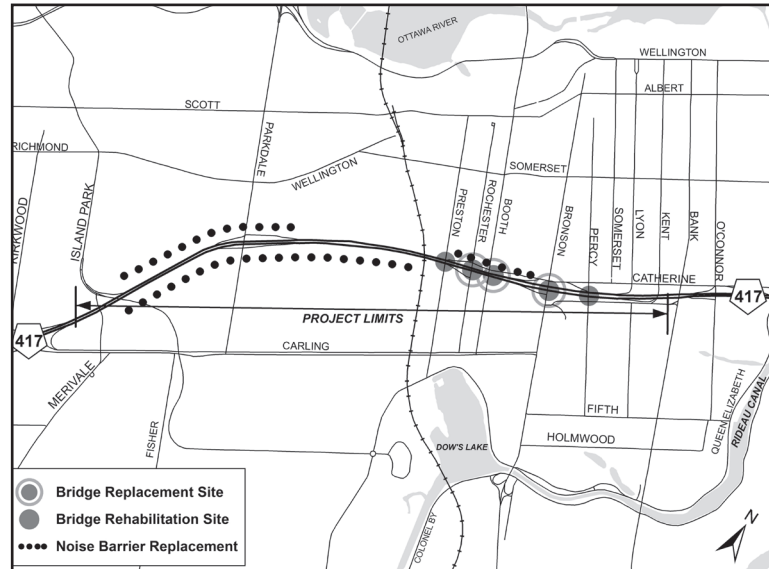 OTTAWA RIVER
WELLINGTON
ALBERT
SCOTT
PARKDALE
RICHMOND
WELLINGTON
SOMERSET
KIRKWOOD
ISLAND PARK
PRESTON
ROCHESTER
BOOTH
BRONSON
PERCY
SOMERSET
LYON
KENT
BANK
O'CONNOR
CATHERINE
417
417
PROJECT LIMITS
CARLING
MERIVALE
FISHER
FIFTH
HOLMWOOD
QUEEN ELIZABETH
RIDEAU CANAL
DOW'S LAKE
COLONEL BY
Bridge Replacement Site
Bridge Rehabilitation Site
Noise Barrier Replacement
N